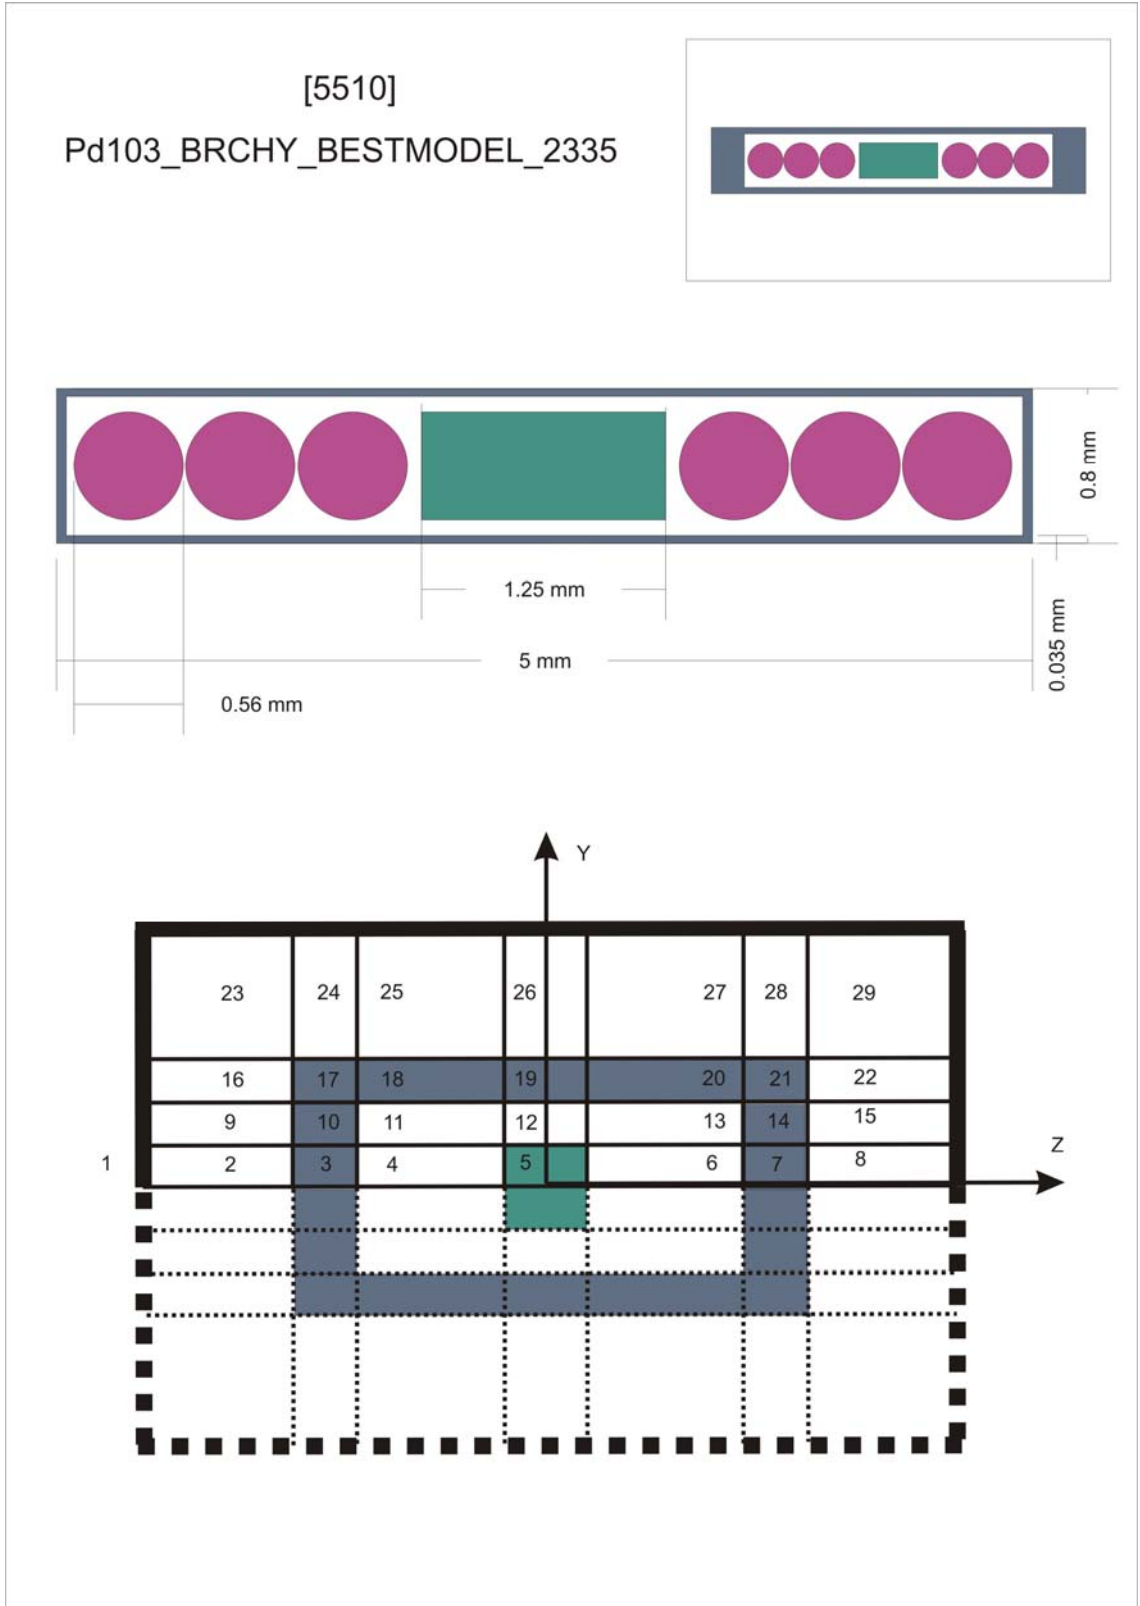 [5510]
Pd103_BRCHY_BESTMODEL_2335
0.8 mm
1.25 mm
5 mm
0.035 mm
0.56 mm
Y
23 24 25 26 27 28 29
16 17 18 19 20 21 22
9 10 11 12 13 14 15
Z
1 2 3 4 5 6 7 8